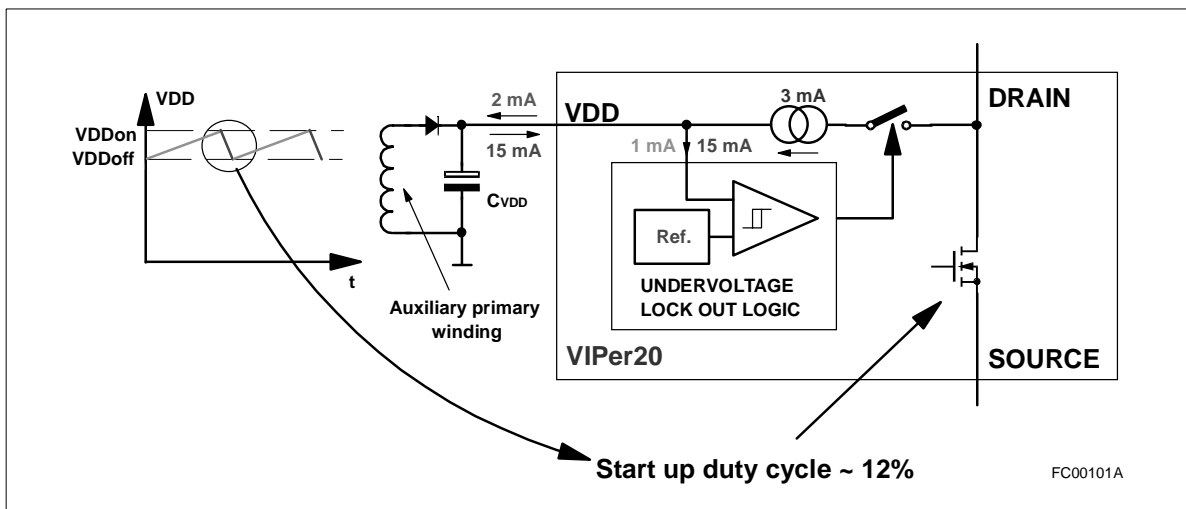 VDD
VDDon
VDDoff
t
2 mA
15 mA
CVDD
Auxiliary primary
winding
VDD
3 mA
DRAIN
1 mA
15 mA
Ref.
UNDERVOLTAGE
LOCK OUT LOGIC
VIPer20
SOURCE
Start up duty cycle ~ 12%
FC00101A